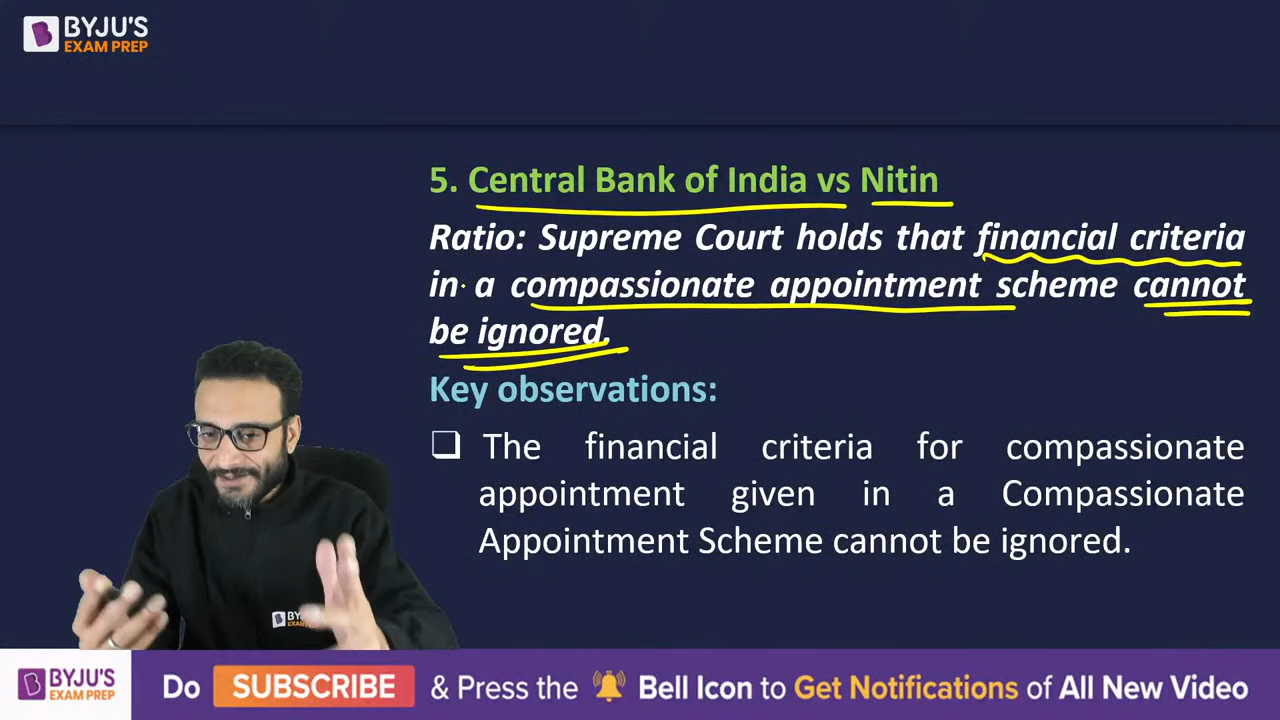 BYJU'S
EXAM PREP
5. Central Bank of India vs Nitin
Ratio: Supreme Court holds that financial criteria
in a compassionate appointment scheme cannot
be ignored.
Key observations:
❑ The financial criteria for compassionate
appointment given in a Compassionate
Appointment Scheme cannot be ignored.
BYJU'S
EXAM PREP
Do SUBSCRIBE & Press the Bell Icon to Get Notifications of All New Video